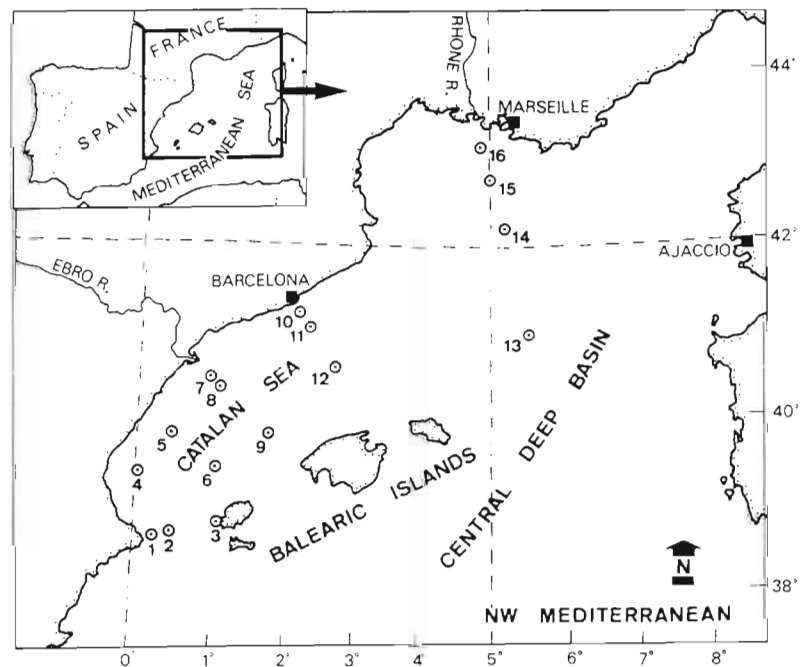 FRANCE
SPAIN
MEDITERRANEAN SEA
RHONE R.
44°
MARSEILLE
16
15
14
42°
AJACCIO
EBRO R.
BARCELONA
10
11
13
12
7
8
CATALAN SEA
40°
5
9
4
6
BALEARIC ISLANDS
CENTRAL DEEP BASIN
1
2
3
N
38°
NW MEDITERRANEAN
0° 1° 2° 3° 4° 5° 6° 7° 8°